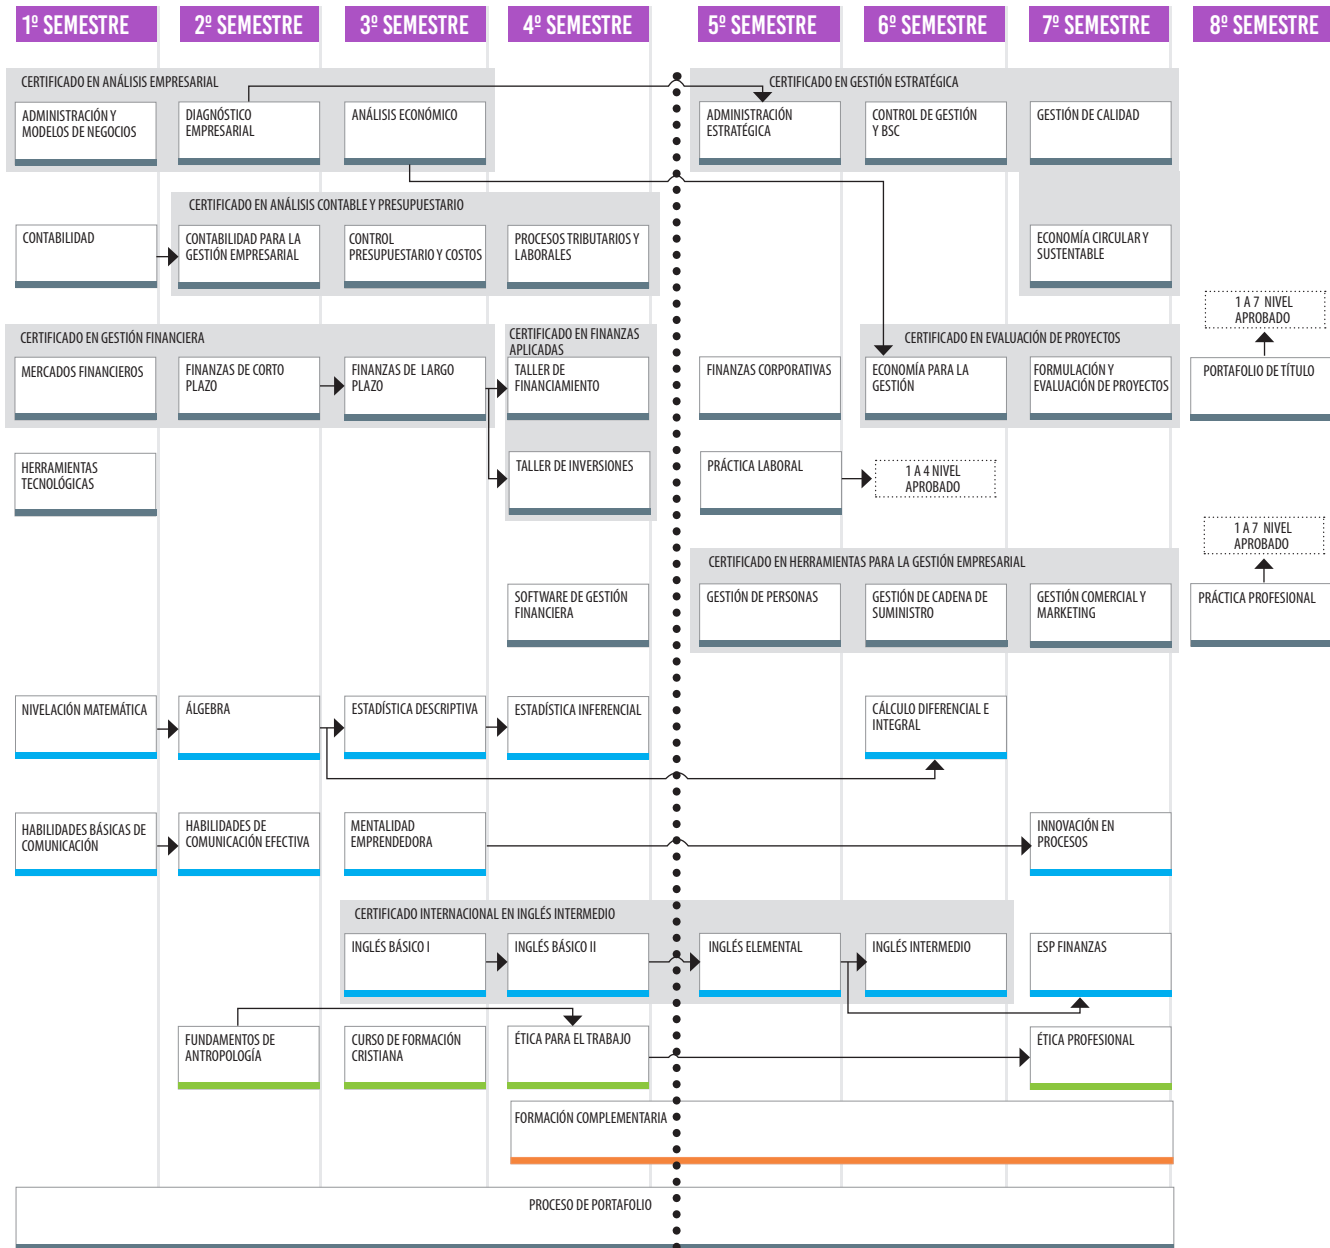 1º SEMESTRE
2º SEMESTRE
3º SEMESTRE
4º SEMESTRE
5º SEMESTRE
6º SEMESTRE
7º SEMESTRE
8º SEMESTRE
CERTIFICADO EN ANÁLISIS EMPRESARIAL
CERTIFICADO EN GESTIÓN ESTRATÉGICA
ADMINISTRACIÓN Y
MODELOS DE NEGOCIOS
DIAGNÓSTICO
EMPRESARIAL
ANÁLISIS ECONÓMICO
ADMINISTRACIÓN
ESTRATÉGICA
CONTROL DE GESTIÓN
Y BSC
GESTIÓN DE CALIDAD
CERTIFICADO EN ANÁLISIS CONTABLE Y PRESUPUESTARIO
CONTABILIDAD
CONTABILIDAD PARA LA
GESTIÓN EMPRESARIAL
CONTROL
PRESUPUESTARIO Y COSTOS
PROCESOS TRIBUTARIOS Y
LABORALES
ECONOMÍA CIRCULAR Y
SUSTENTABLE
1 A 7 NIVEL
APROBADO
CERTIFICADO EN GESTIÓN FINANCIERA
CERTIFICADO EN FINANZAS
APLICADAS
CERTIFICADO EN EVALUACIÓN DE PROYECTOS
MERCADOS FINANCIEROS
FINANZAS DE CORTO
PLAZO
FINANZAS DE LARGO
PLAZO
TALLER DE
FINANCIAMIENTO
FINANZAS CORPORATIVAS
ECONOMÍA PARA LA
GESTIÓN
FORMULACIÓN Y
EVALUACIÓN DE PROYECTOS
PORTAFOLIO DE TÍTULO
HERRAMIENTAS
TECNOLÓGICAS
TALLER DE INVERSIONES
PRÁCTICA LABORAL
1 A 4 NIVEL
APROBADO
1 A 7 NIVEL
APROBADO
CERTIFICADO EN HERRAMIENTAS PARA LA GESTIÓN EMPRESARIAL
SOFTWARE DE GESTIÓN
FINANCIERA
GESTIÓN DE PERSONAS
GESTIÓN DE CADENA DE
SUMINISTRO
GESTIÓN COMERCIAL Y
MARKETING
PRÁCTICA PROFESIONAL
NIVELACIÓN MATEMÁTICA
ÁLGEBRA
ESTADÍSTICA DESCRIPTIVA
ESTADÍSTICA INFERENCIAL
CÁLCULO DIFERENCIAL E
INTEGRAL
HABILIDADES BÁSICAS DE
COMUNICACIÓN
HABILIDADES DE
COMUNICACIÓN EFECTIVA
MENTALIDAD
EMPRENDEDORA
INNOVACIÓN EN
PROCESOS
CERTIFICADO INTERNACIONAL EN INGLÉS INTERMEDIO
INGLÉS BÁSICO I
INGLÉS BÁSICO II
INGLÉS ELEMENTAL
INGLÉS INTERMEDIO
ESP FINANZAS
FUNDAMENTOS DE
ANTROPOLOGÍA
CURSO DE FORMACIÓN
CRISTIANA
ÉTICA PARA EL TRABAJO
ÉTICA PROFESIONAL
FORMACIÓN COMPLEMENTARIA
PROCESO DE PORTAFOLIO